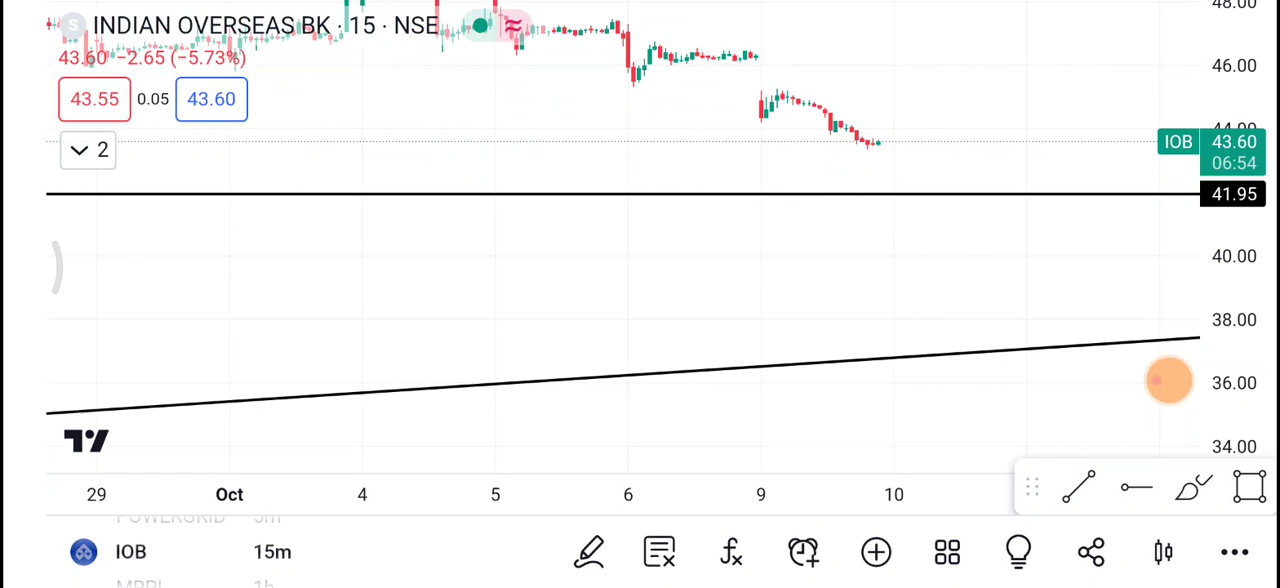 48.00
S INDIAN OVERSEAS BK · 15 · NSE
43.60 −2.65 (−5.73%)
46.00
43.55 0.05 43.60
44.00
2
IOB 43.60
06:54
41.95
40.00
38.00
36.00
34.00
29 Oct 4 5 6 9 10
POWERGRID 5m
IOB 15m
MRPL 1h